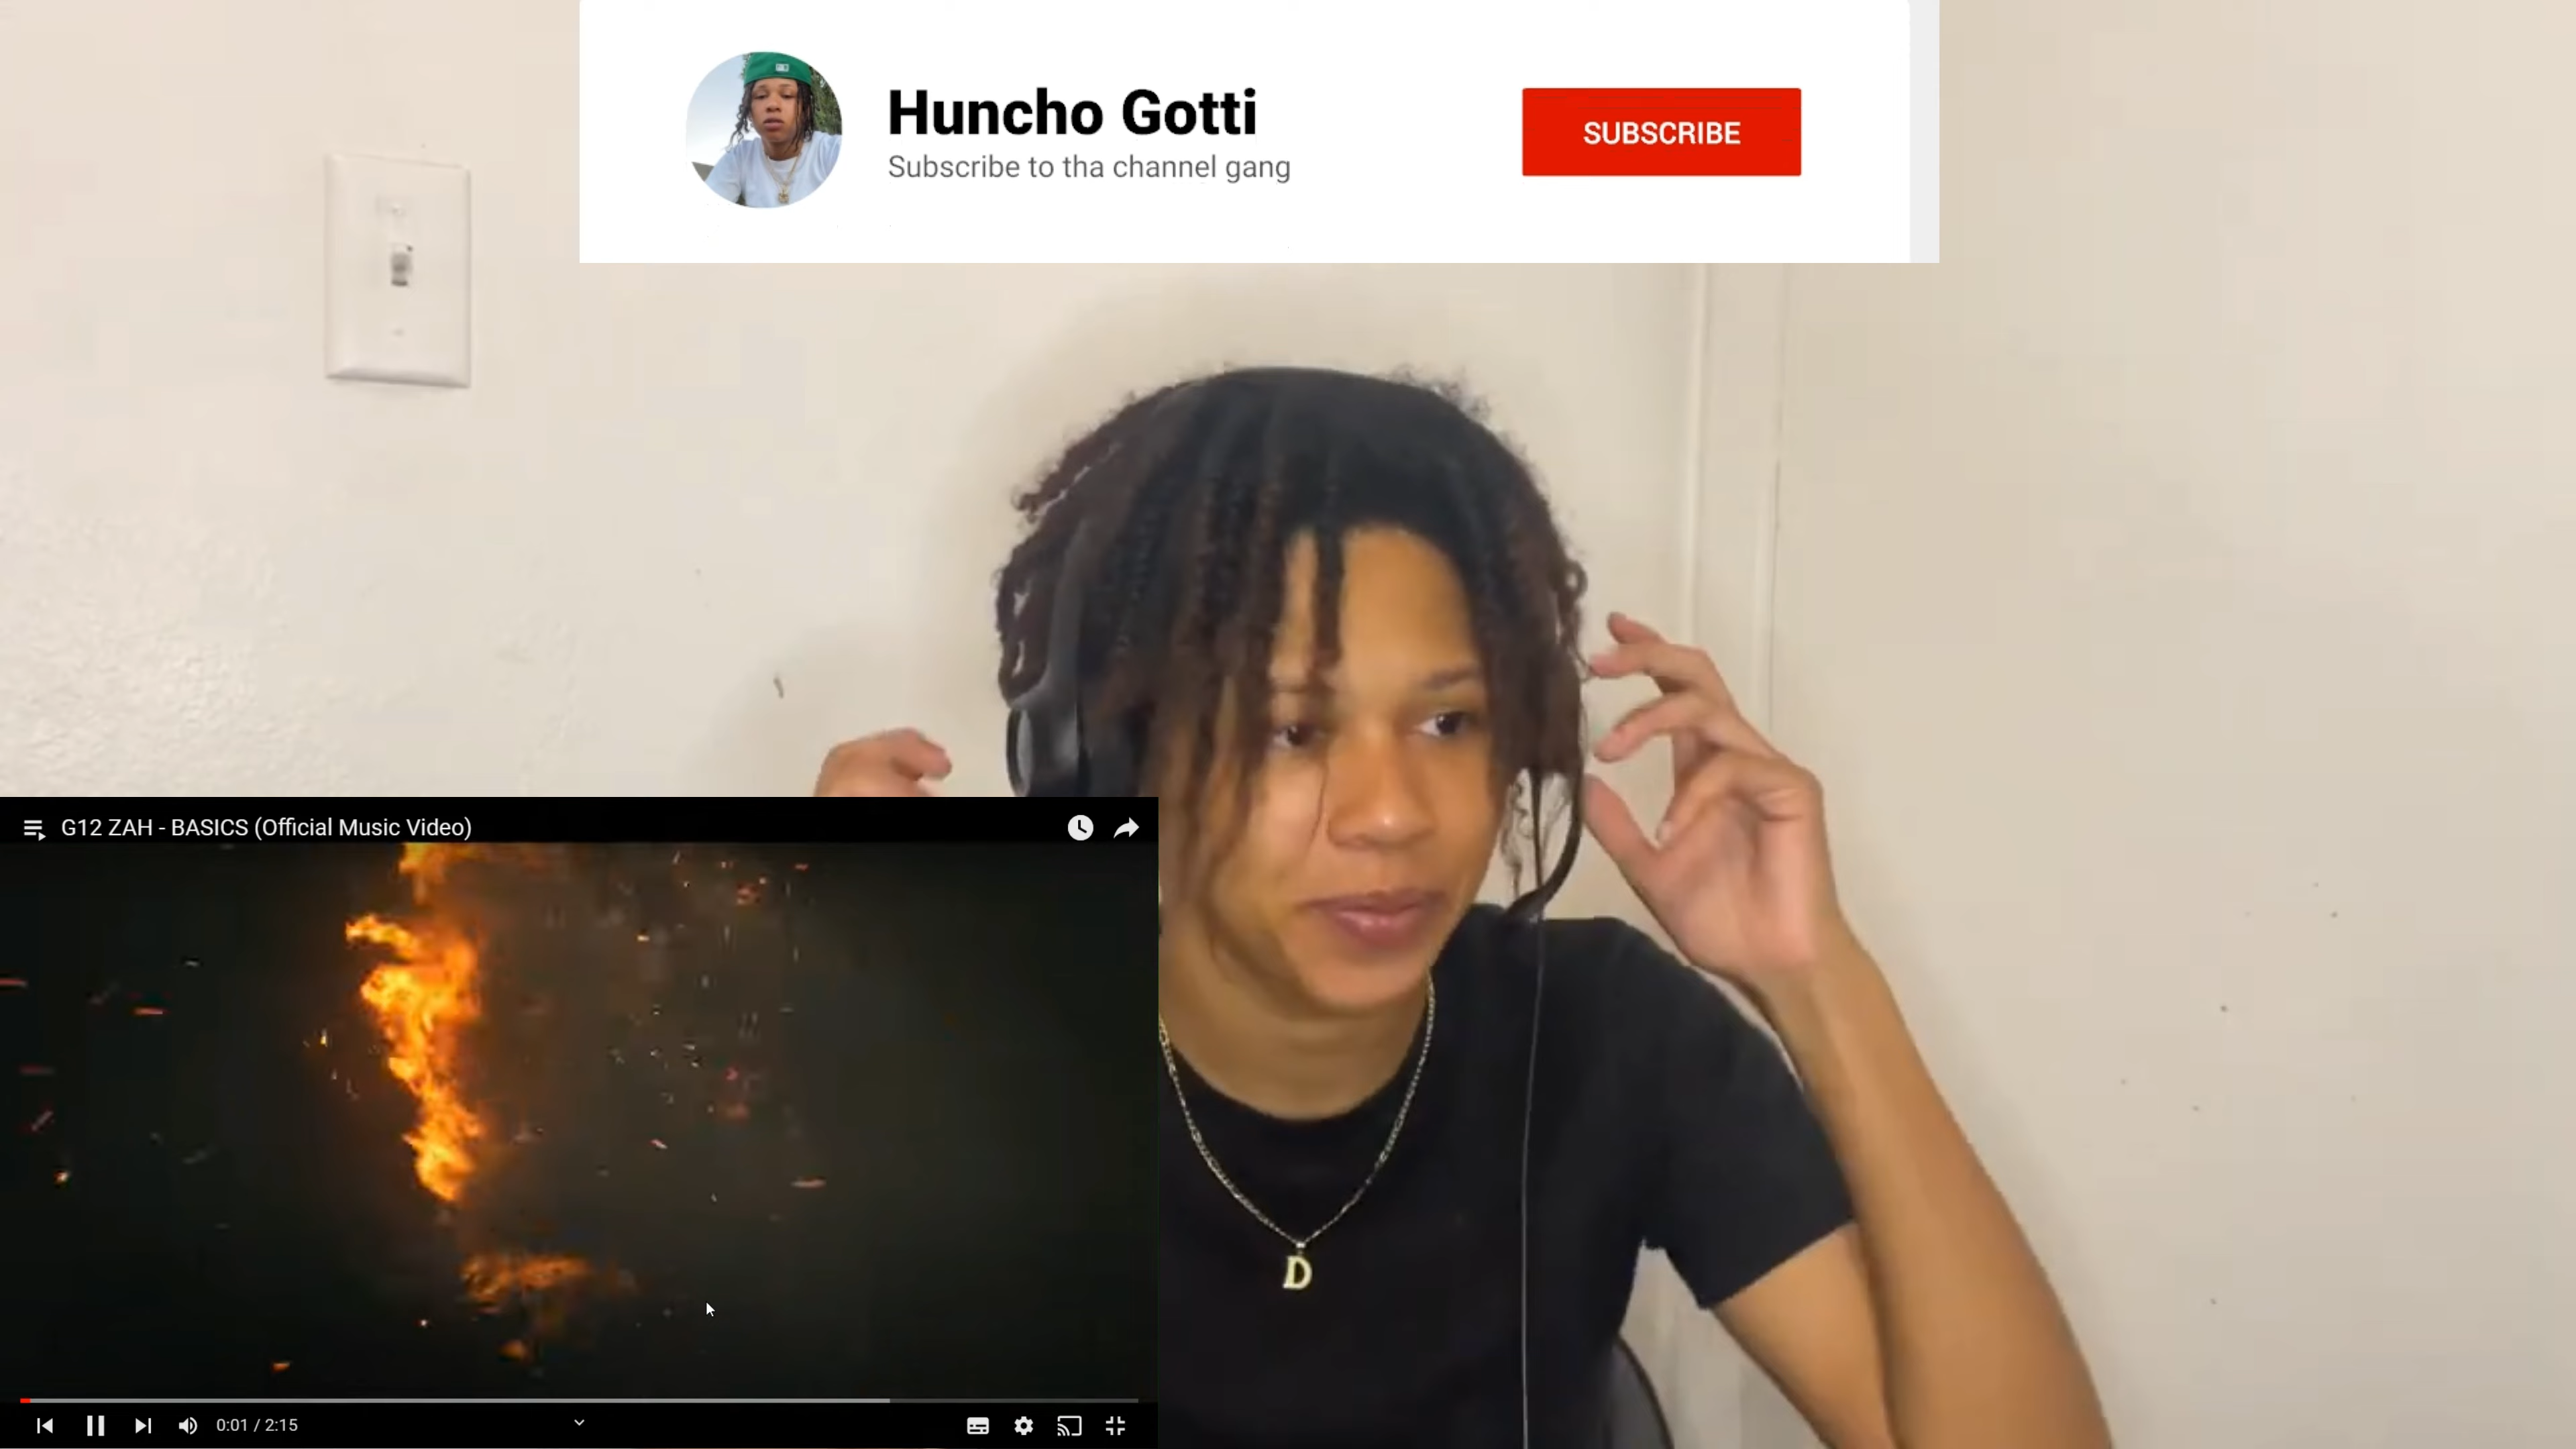 Huncho Gotti
Subscribe to tha channel gang
SUBSCRIBE
G12 ZAH - BASICS (Official Music Video)
D
0:01 / 2:15